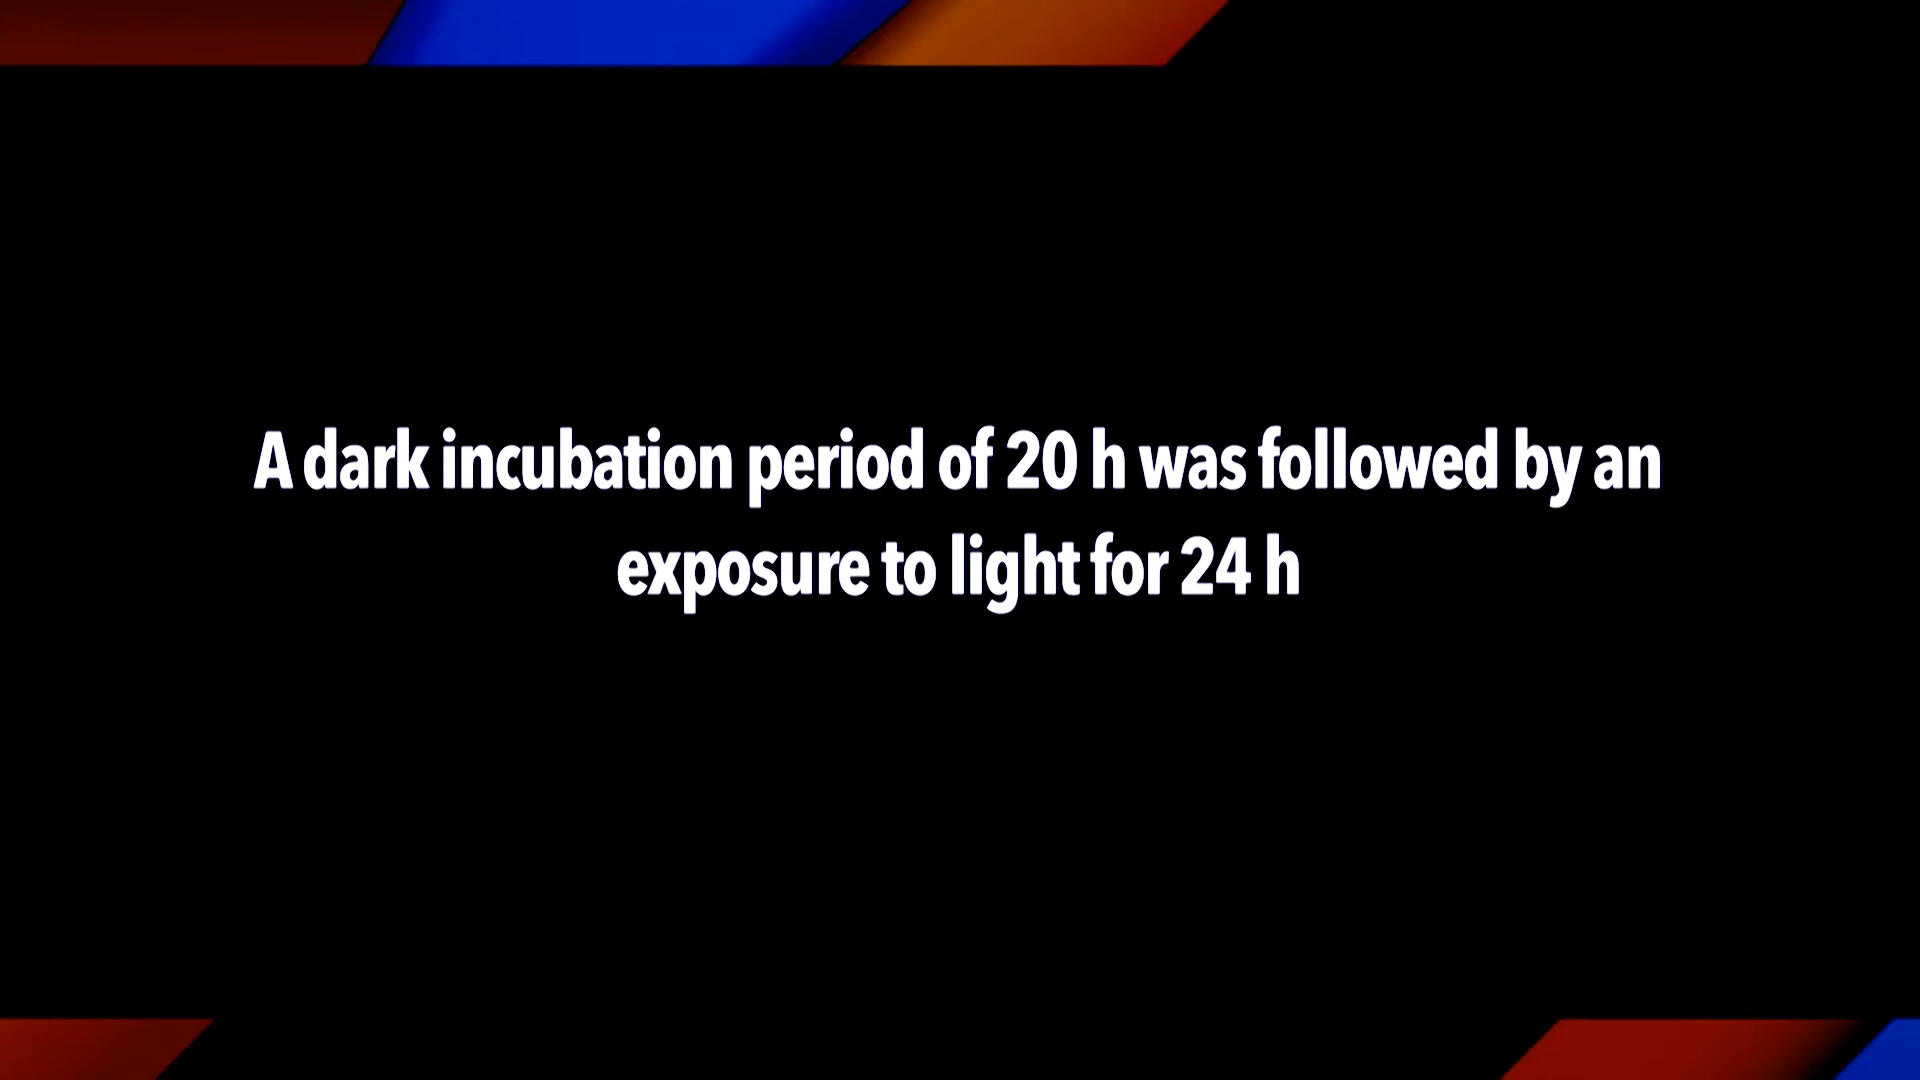 A dark incubation period of 20 h was followed by an
exposure to light for 24 h